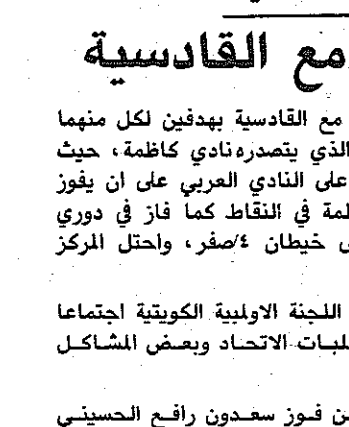 مع القادسية
مع القادسية بهدفين لكل منهما
الذي يتصدره نادي كاظمة، حيث
على النادي العربي على ان يفوز
في النقاط كما فاز في دوري
خيطان ٤/صفر، واحتل المركز
اللجنة الاولمبية الكويتية اجتماعا
الاتحاد وبعض المشاكل
فوز سعدون رافع الحسيني